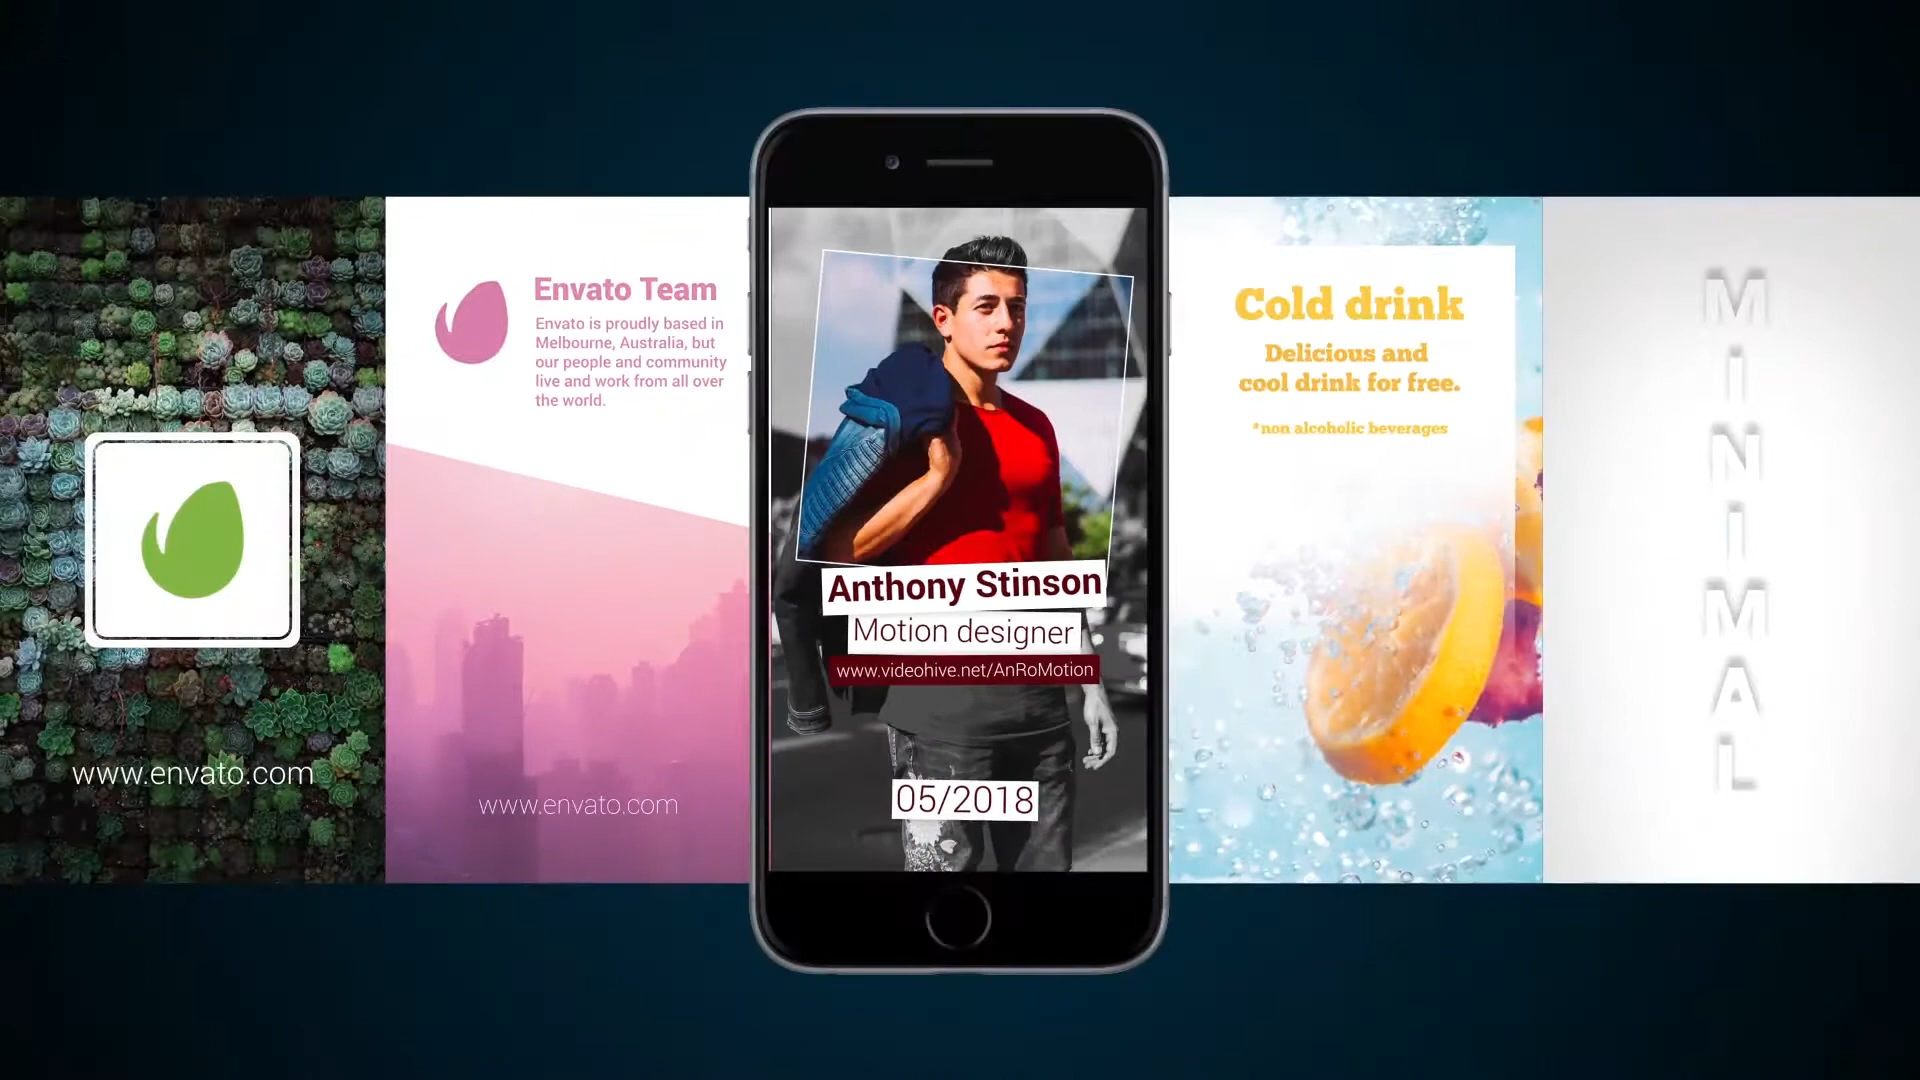 www.envato.com
Envato Team
Envato is proudly based in
Melbourne, Australia, but
our people and community
live and work from all over
the world.
www.envato.com
Anthony Stinson
Motion designer
www.videohive.net/AnRoMotion
05/2018
Cold drink
Delicious and
cool drink for free.
*non alcoholic beverages
MINIMAL